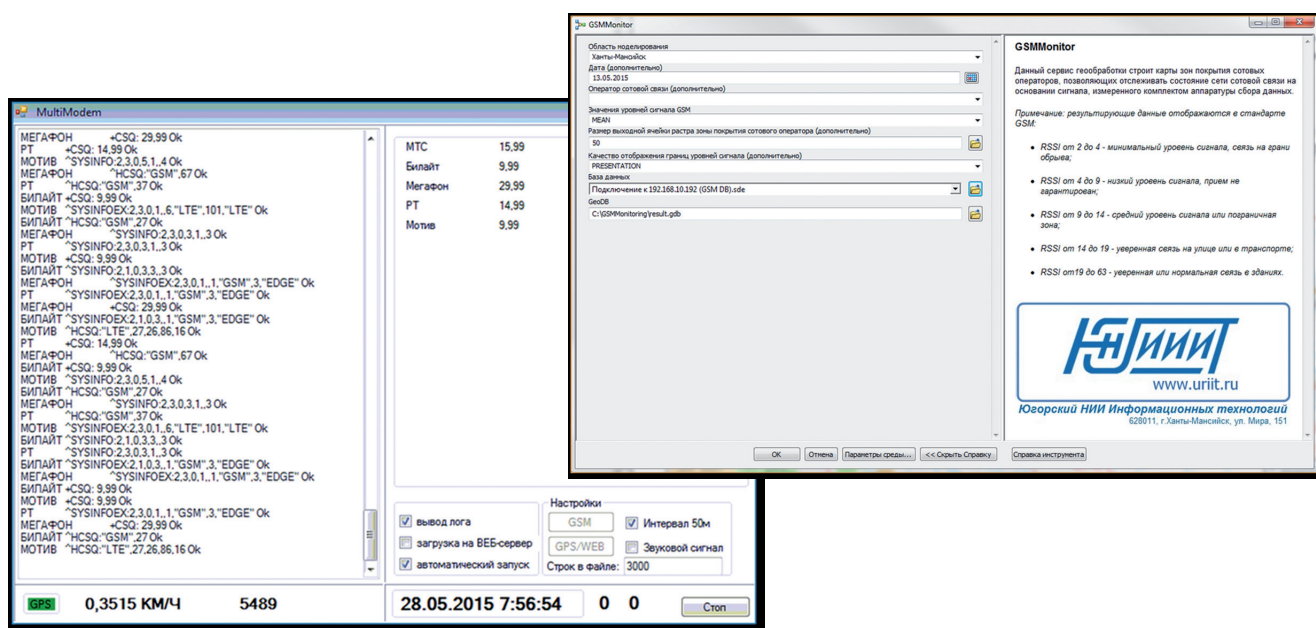 MultiModem
МЕГАФОН +CSQ: 29,99 Ok
РТ +CSQ: 14,99 Ok
МОТИВ ^SYSINFO:2,3,0,5,1,,4 Ok
МЕГАФОН ^HCSQ:"GSM",67 Ok
РТ ^HCSQ:"GSM",37 Ok
БИЛАЙТ +CSQ: 9,99 Ok
МОТИВ ^SYSINFOEX:2,3,0,1,,6,"LTE",101,"LTE" Ok
БИЛАЙТ ^HCSQ:"GSM",27 Ok
МЕГАФОН ^SYSINFO:2,3,0,3,1,,3 Ok
РТ ^SYSINFO:2,3,0,3,1,,3 Ok
МОТИВ +CSQ: 9,99 Ok
БИЛАЙТ ^SYSINFO:2,1,0,3,3,,3 Ok
МЕГАФОН ^SYSINFOEX:2,3,0,1,,1,"GSM",3,"EDGE" Ok
РТ ^SYSINFOEX:2,3,0,1,,1,"GSM",3,"EDGE" Ok
МЕГАФОН +CSQ: 29,99 Ok
БИЛАЙТ ^SYSINFOEX:2,1,0,3,,1,"GSM",3,"EDGE" Ok
МОТИВ ^HCSQ:"LTE",27,26,86,16 Ok
РТ +CSQ: 14,99 Ok
МЕГАФОН ^HCSQ:"GSM",67 Ok
БИЛАЙТ +CSQ: 9,99 Ok
МОТИВ ^SYSINFO:2,3,0,5,1,,4 Ok
БИЛАЙТ ^HCSQ:"GSM",27 Ok
МЕГАФОН ^SYSINFO:2,3,0,3,1,,3 Ok
РТ ^HCSQ:"GSM",37 Ok
МОТИВ ^SYSINFOEX:2,3,0,1,,6,"LTE",101,"LTE" Ok
БИЛАЙТ ^SYSINFO:2,1,0,3,3,,3 Ok
РТ ^SYSINFO:2,3,0,3,1,,3 Ok
БИЛАЙТ ^SYSINFOEX:2,1,0,3,,1,"GSM",3,"EDGE" Ok
МЕГАФОН ^SYSINFOEX:2,3,0,1,,1,"GSM",3,"EDGE" Ok
БИЛАЙТ +CSQ: 9,99 Ok
МОТИВ +CSQ: 9,99 Ok
РТ ^SYSINFOEX:2,3,0,1,,1,"GSM",3,"EDGE" Ok
МЕГАФОН +CSQ: 29,99 Ok
БИЛАЙТ ^HCSQ:"GSM",27 Ok
МОТИВ ^HCSQ:"LTE",27,26,86,16 Ok
МТС 15,99
Билайт 9,99
Мегафон 29,99
РТ 14,99
Мотив 9,99
вывод лога
загрузка на ВЕБ-сервер
автоматический запуск
Настройки
GSM
Интервал 50м
GPS/WEB
Звуковой сигнал
Строк в файле: 3000
GPS 0,3515 КМ/Ч 5489
28.05.2015 7:56:54 0 0 Стоп
GSMMonitor
Область моделирования
Ханты-Мансийск
Дата (дополнительно)
13.05.2015
Оператор сотовой связи (дополнительно)
Значения уровней сигнала GSM
MEAN
Размер выходной ячейки растра зоны покрытия сотового оператора (дополнительно)
50
Качество отображения границ уровней сигнала (дополнительно)
PRESENTATION
База данных
Подключение к 192.168.10.192 (GSM DB).sde
GeoDB
C:\GSMMonitoring\result.gdb
GSMMonitor
Данный сервис геообработки строит карты зон покрытия сотовых
операторов, позволяющих отслеживать состояние сети сотовой связи на
основании сигнала, измеренного комплектом аппаратуры сбора данных.
Примечание: результирующие данные отображаются в стандарте
GSM:
• RSSI от 2 до 4 - минимальный уровень сигнала, связь на грани
обрыва;
• RSSI от 4 до 9 - низкий уровень сигнала, прием не
гарантирован;
• RSSI от 9 до 14 - средний уровень сигнала или пограничная
зона;
• RSSI от 14 до 19 - уверенная связь на улице или в транспорте;
• RSSI от19 до 63 - уверенная или нормальная связь в зданиях.
ЮНИИИТ
www.uriit.ru
Югорский НИИ Информационных технологий
628011, г.Ханты-Мансийск, ул. Мира, 151
OK
Отмена
Параметры среды...
<< Скрыть Справку
Справка инструмента